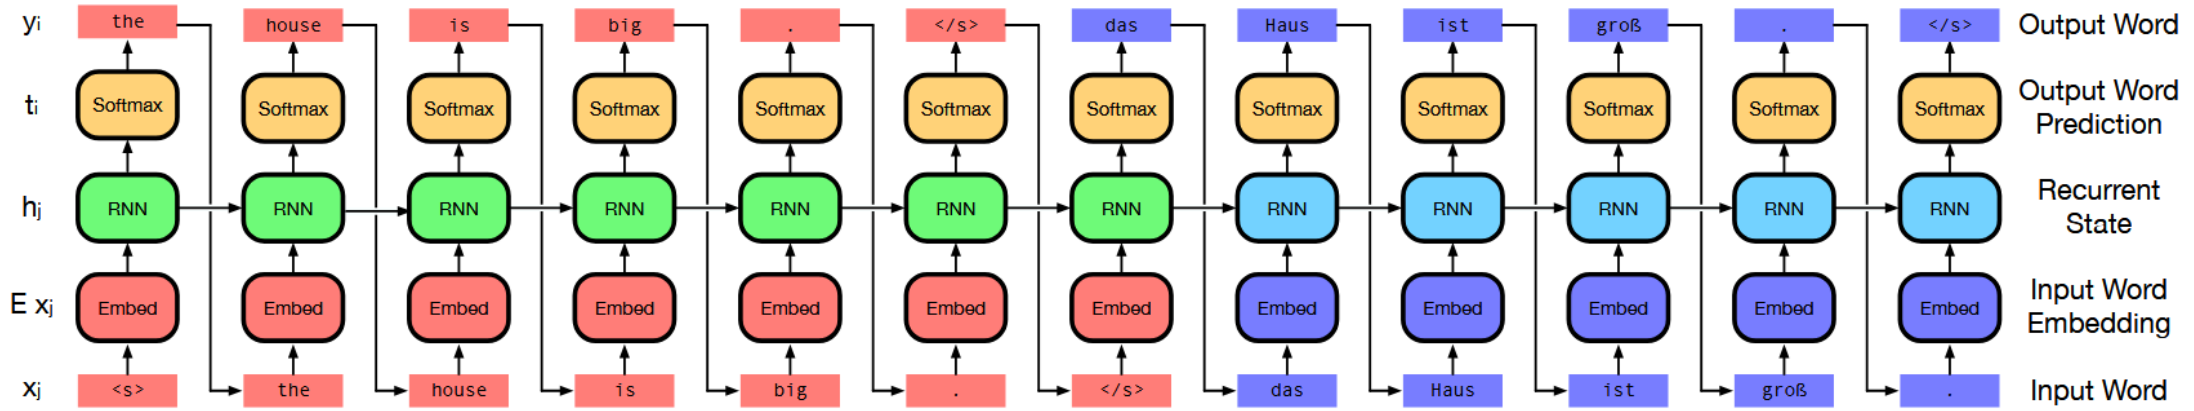 yi the house is big . </s> das Haus ist groß . </s> Output Word
ti Softmax Softmax Softmax Softmax Softmax Softmax Softmax Softmax Softmax Softmax Softmax Softmax Output Word
Prediction
hj RNN RNN RNN RNN RNN RNN RNN RNN RNN RNN RNN RNN Recurrent
State
E xj Embed Embed Embed Embed Embed Embed Embed Embed Embed Embed Embed Embed Input Word
Embedding
xj <s> the house is big . </s> das Haus ist groß . Input Word